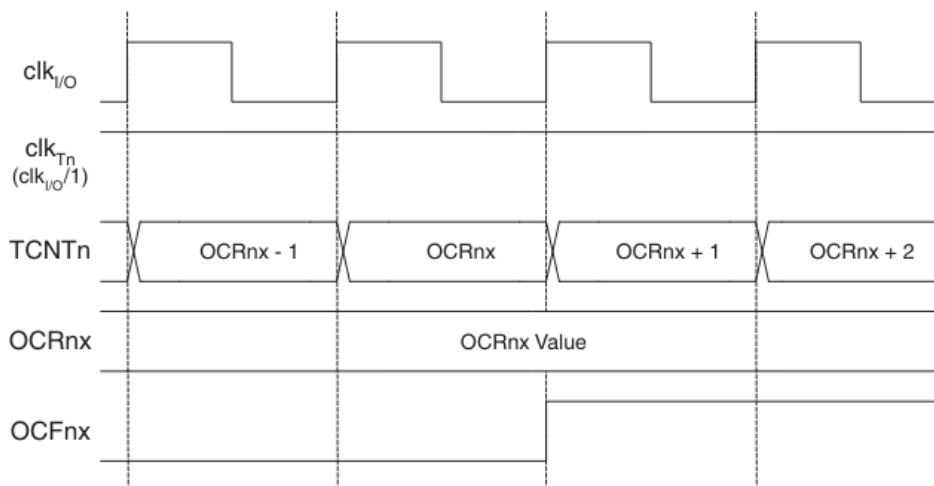 clkI/O
clkTn
(clkI/O/1)
TCNTn
OCRnx - 1
OCRnx
OCRnx + 1
OCRnx + 2
OCRnx
OCRnx Value
OCFnx